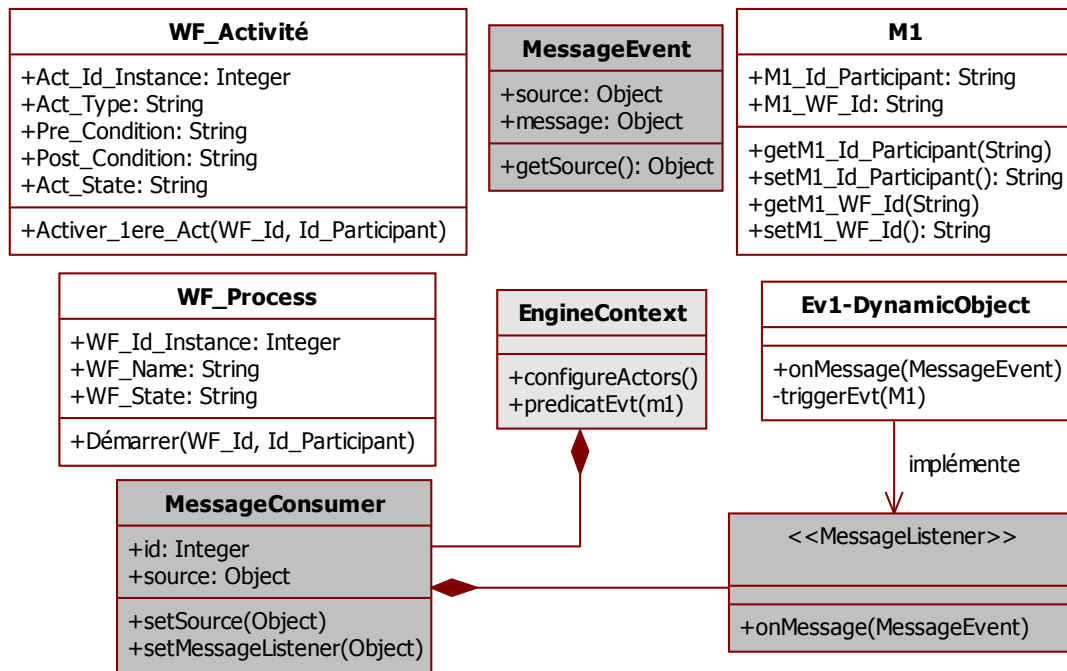 WF_Activité
+Act_Id_Instance: Integer
+Act_Type: String
+Pre_Condition: String
+Post_Condition: String
+Act_State: String
+Activer_1ere_Act(WF_Id, Id_Participant)
MessageEvent
+source: Object
+message: Object
+getSource(): Object
M1
+M1_Id_Participant: String
+M1_WF_Id: String
+getM1_Id_Participant(String)
+setM1_Id_Participant(): String
+getM1_WF_Id(String)
+setM1_WF_Id(): String
WF_Process
+WF_Id_Instance: Integer
+WF_Name: String
+WF_State: String
+Démarrer(WF_Id, Id_Participant)
EngineContext
+configureActors()
+predicatEvt(m1)
Ev1-DynamicObject
+onMessage(MessageEvent)
-triggerEvt(M1)
implémente
MessageConsumer
+id: Integer
+source: Object
+setSource(Object)
+setMessageListener(Object)
<<MessageListener>>
+onMessage(MessageEvent)